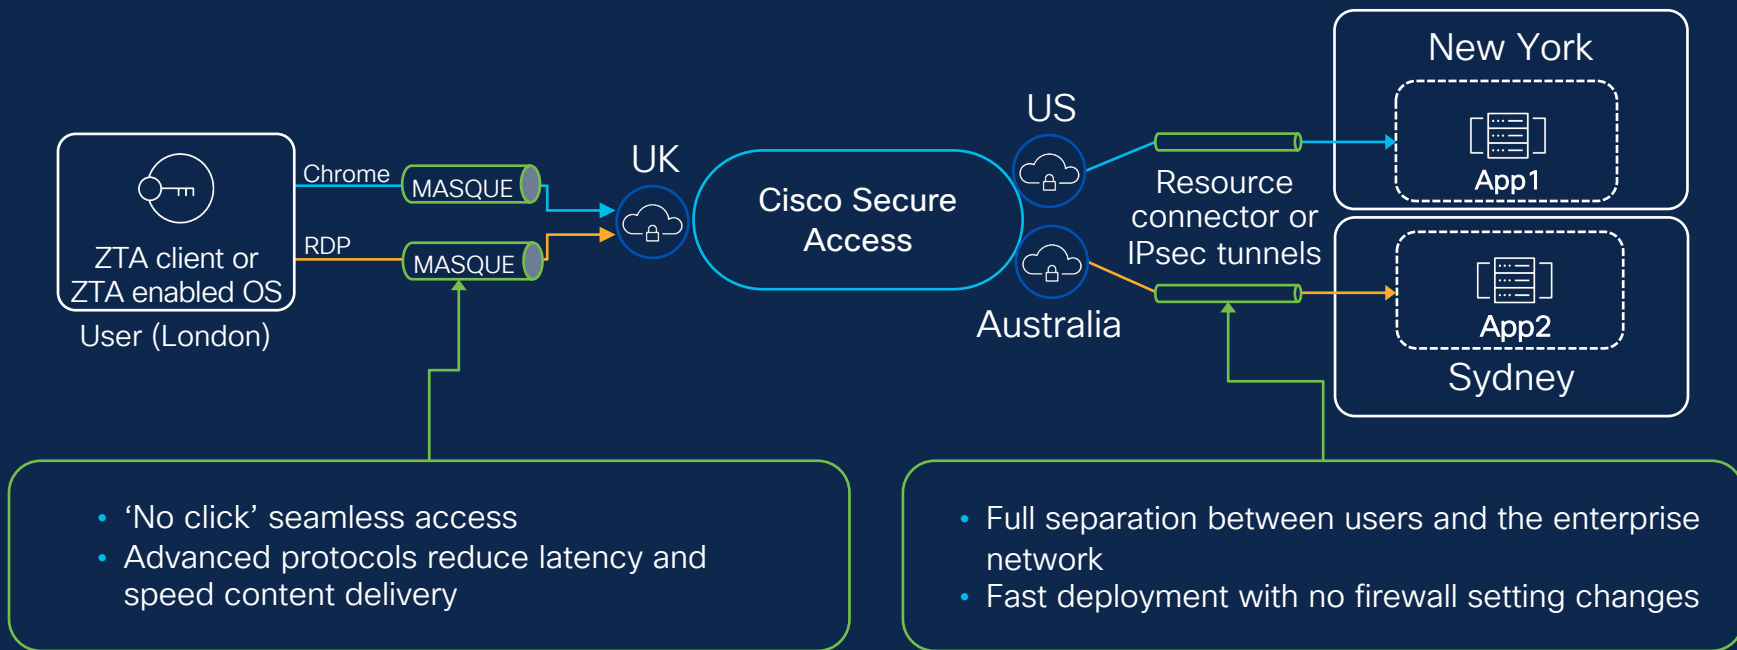 ZTA client or
ZTA enabled OS
User (London)
Chrome
MASQUE
RDP
MASQUE
UK
Cisco Secure
Access
US
Australia
Resource
connector or
IPsec tunnels
New York
App1
App2
Sydney
• ‘No click’ seamless access
• Advanced protocols reduce latency and
speed content delivery
• Full separation between users and the enterprise
network
• Fast deployment with no firewall setting changes